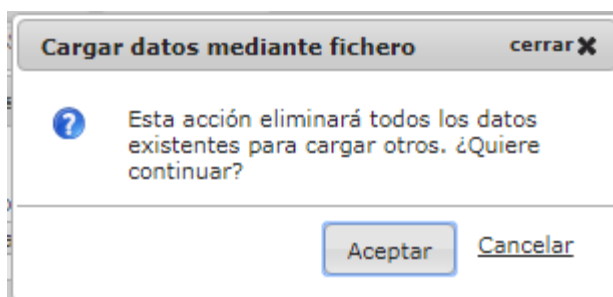 Cargar datos mediante fichero cerrar
Esta acción eliminará todos los datos
existentes para cargar otros. ¿Quiere
continuar?
Aceptar Cancelar